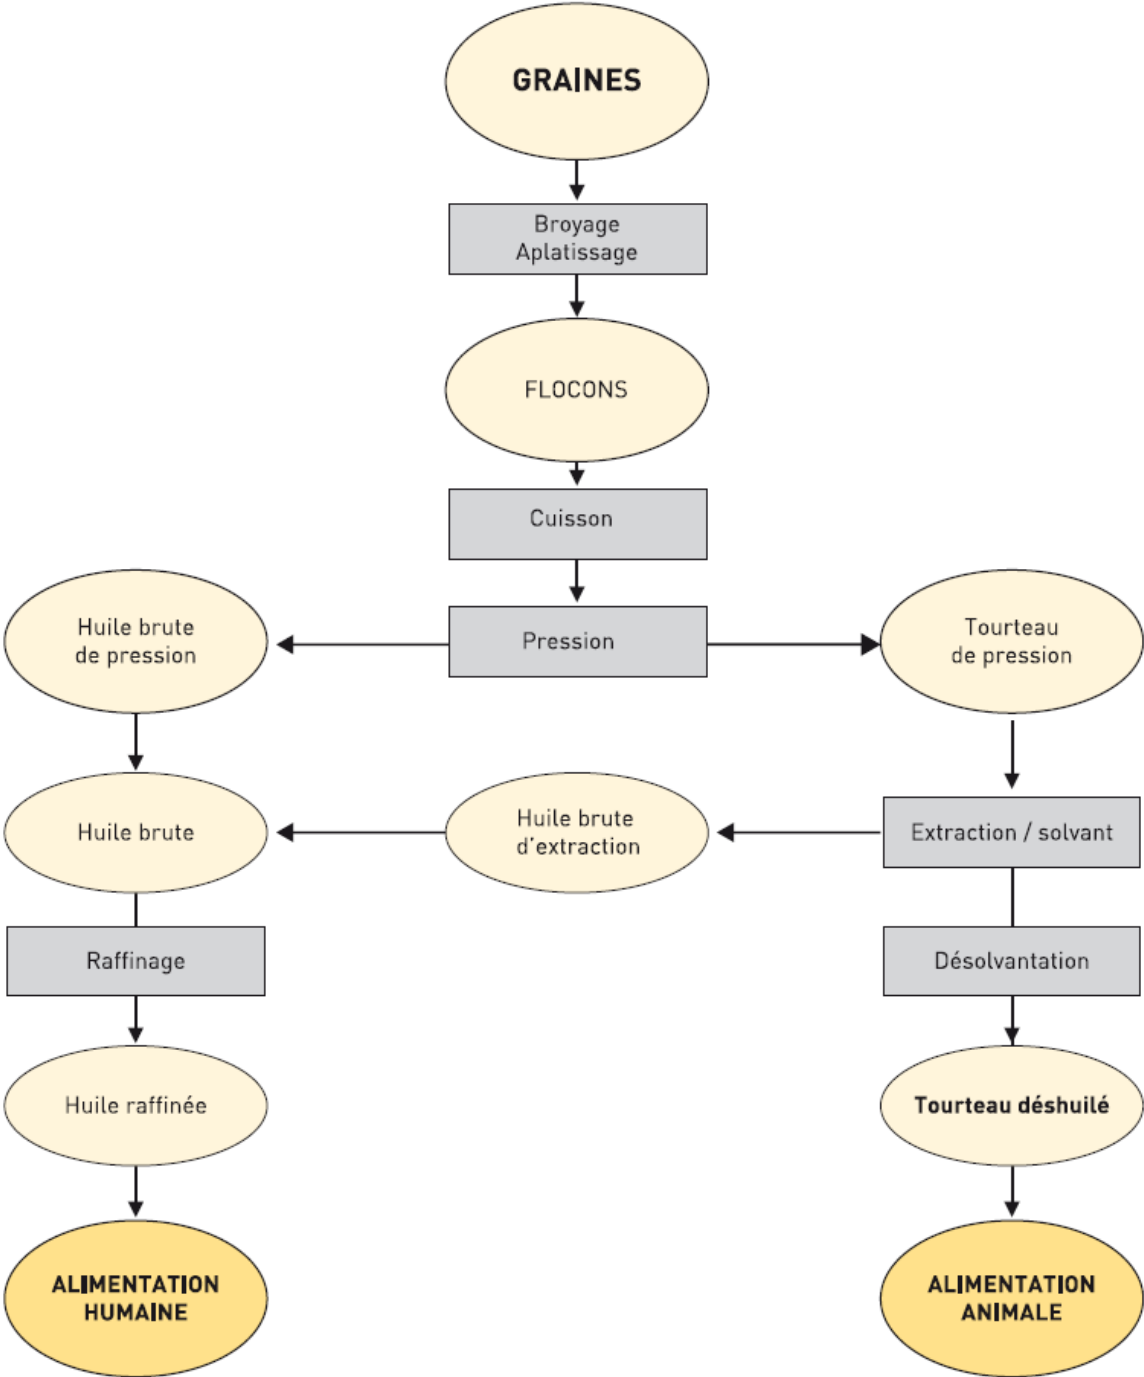 GRAINES
Broyage
Aplatissage
FLOCONS
Cuisson
Huile brute
de pression
Pression
Tourteau
de pression
Huile brute
Huile brute
d'extraction
Extraction / solvant
Raffinage
Désolvantation
Huile raffinée
Tourteau déshuilé
ALIMENTATION
HUMAINE
ALIMENTATION
ANIMALE